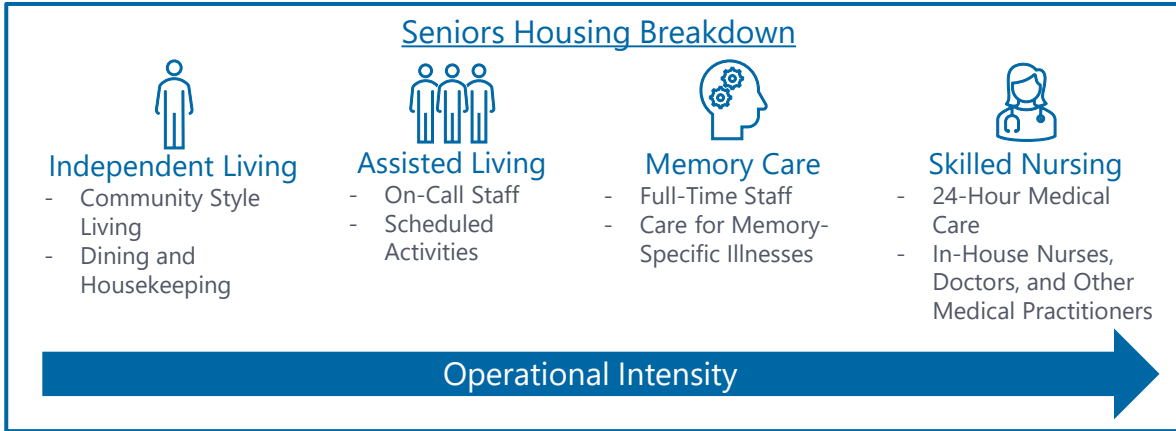 Seniors Housing Breakdown
Independent Living
- Community Style
Living
- Dining and
Housekeeping
Assisted Living
- On-Call Staff
- Scheduled
Activities
Memory Care
- Full-Time Staff
- Care for Memory-
Specific Illnesses
Skilled Nursing
- 24-Hour Medical
Care
- In-House Nurses,
Doctors, and Other
Medical Practitioners
Operational Intensity